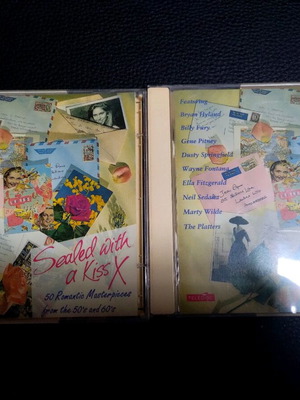 Sealed with
a Kiss X
50 Romantic Masterpieces
from the 50's and 60's
Featuring
Bryan Hyland
Billy Fury
Gene Pitney
Dusty Springfield
Wayne Fontana
Ella Fitzgerald
Neil Sedaka
Marty Wilde
The Platters